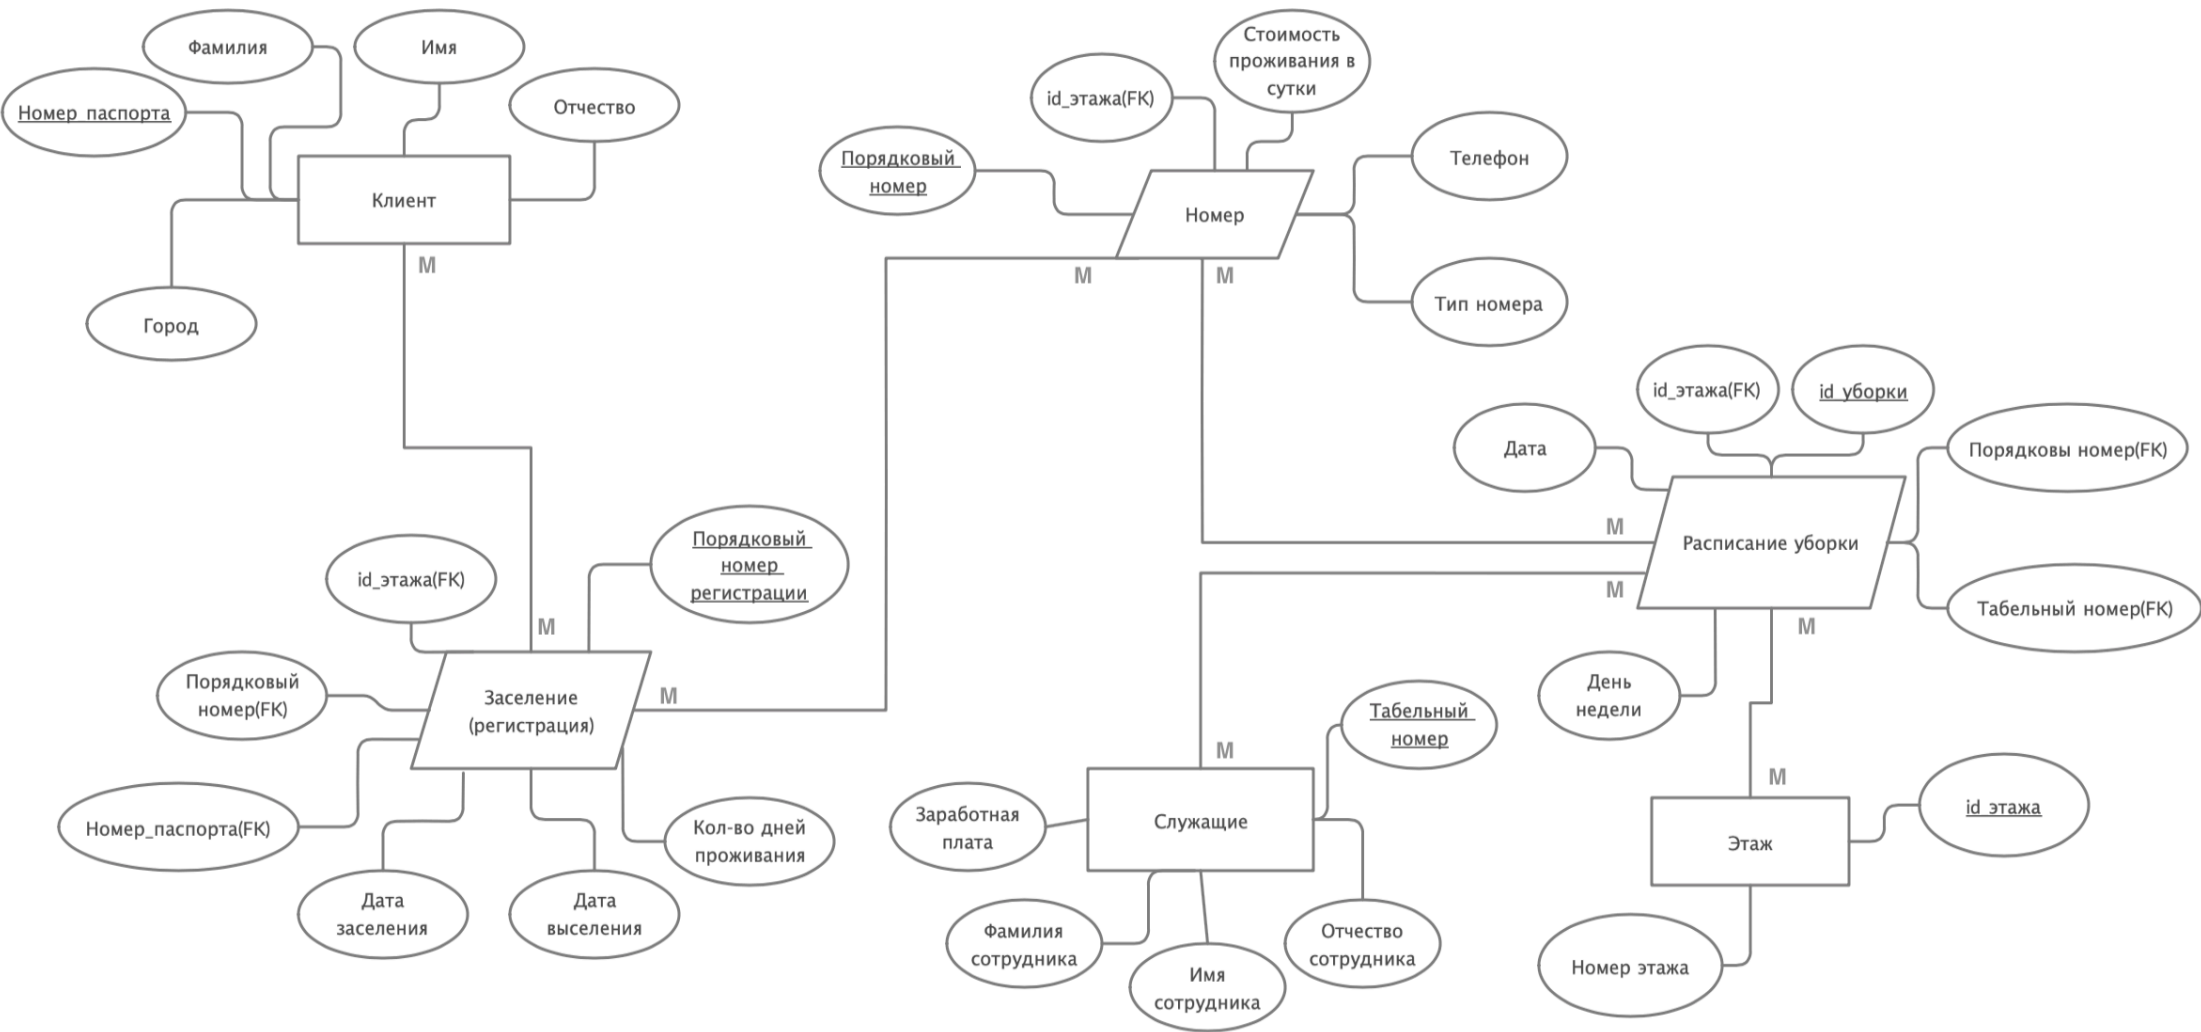 Фамилия
Имя
Отчество
Номер паспорта
Клиент
М
Город
Стоимость
проживания в
сутки
id_этажа(FK)
Порядковый
номер
Телефон
Номер
Тип номера
М
М
id_этажа(FK)
id_уборки
Дата
Порядковы номер(FK)
Расписание уборки
М
М
М
Табельный номер(FK)
День
недели
Порядковый
номер
регистрации
id_этажа(FK)
М
Порядковый
номер(FK)
Заселение
(регистрация)
М
Номер_паспорта(FK)
Кол-во дней
проживания
Дата
заселения
Дата
выселения
Табельный
номер
М
Заработная
плата
Служащие
Фамилия
сотрудника
Имя
сотрудника
Отчество
сотрудника
М
id_этажа
Этаж
Номер этажа